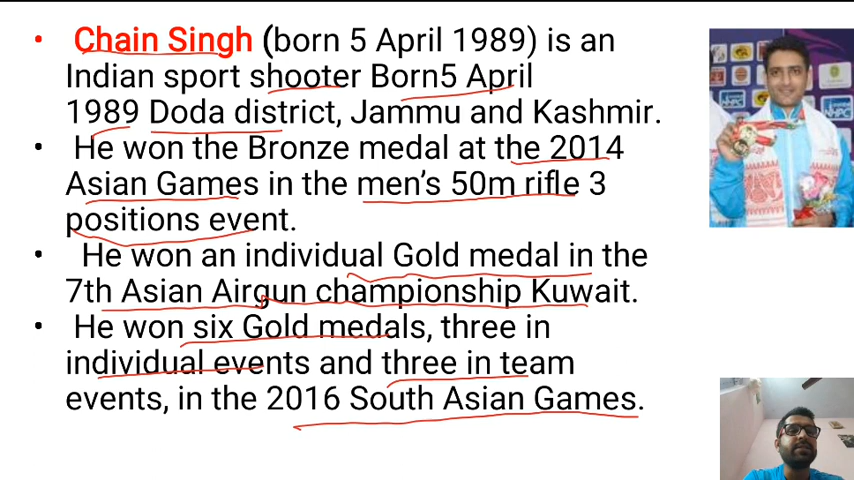 • Chain Singh (born 5 April 1989) is an
Indian sport shooter Born5 April
1989 Doda district, Jammu and Kashmir.
• He won the Bronze medal at the 2014
Asian Games in the men's 50m rifle 3
positions event.
• He won an individual Gold medal in the
7th Asian Airgun championship Kuwait.
• He won six Gold medals, three in
individual events and three in team
events, in the 2016 South Asian Games.
NHPC
NHPC